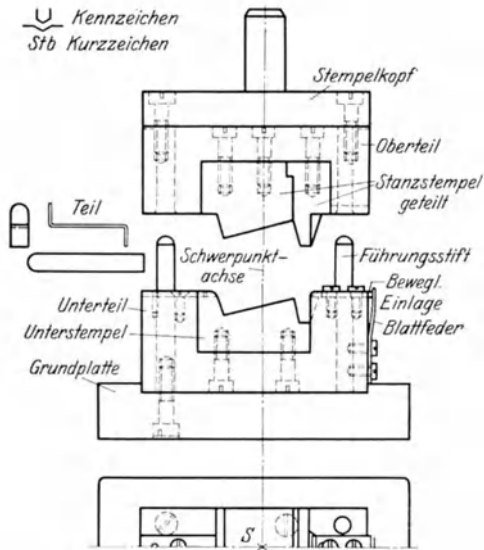 Kennzeichen
Stb Kurzzeichen
Stempelkopf
Oberteil
Stanzstempel
geteilt
Teil
Schwerpunkt-
achse
Führungsstift
Bewegl.
Einlage
Blattfeder
Unterteil
Unterstempel
Grundplatte
S